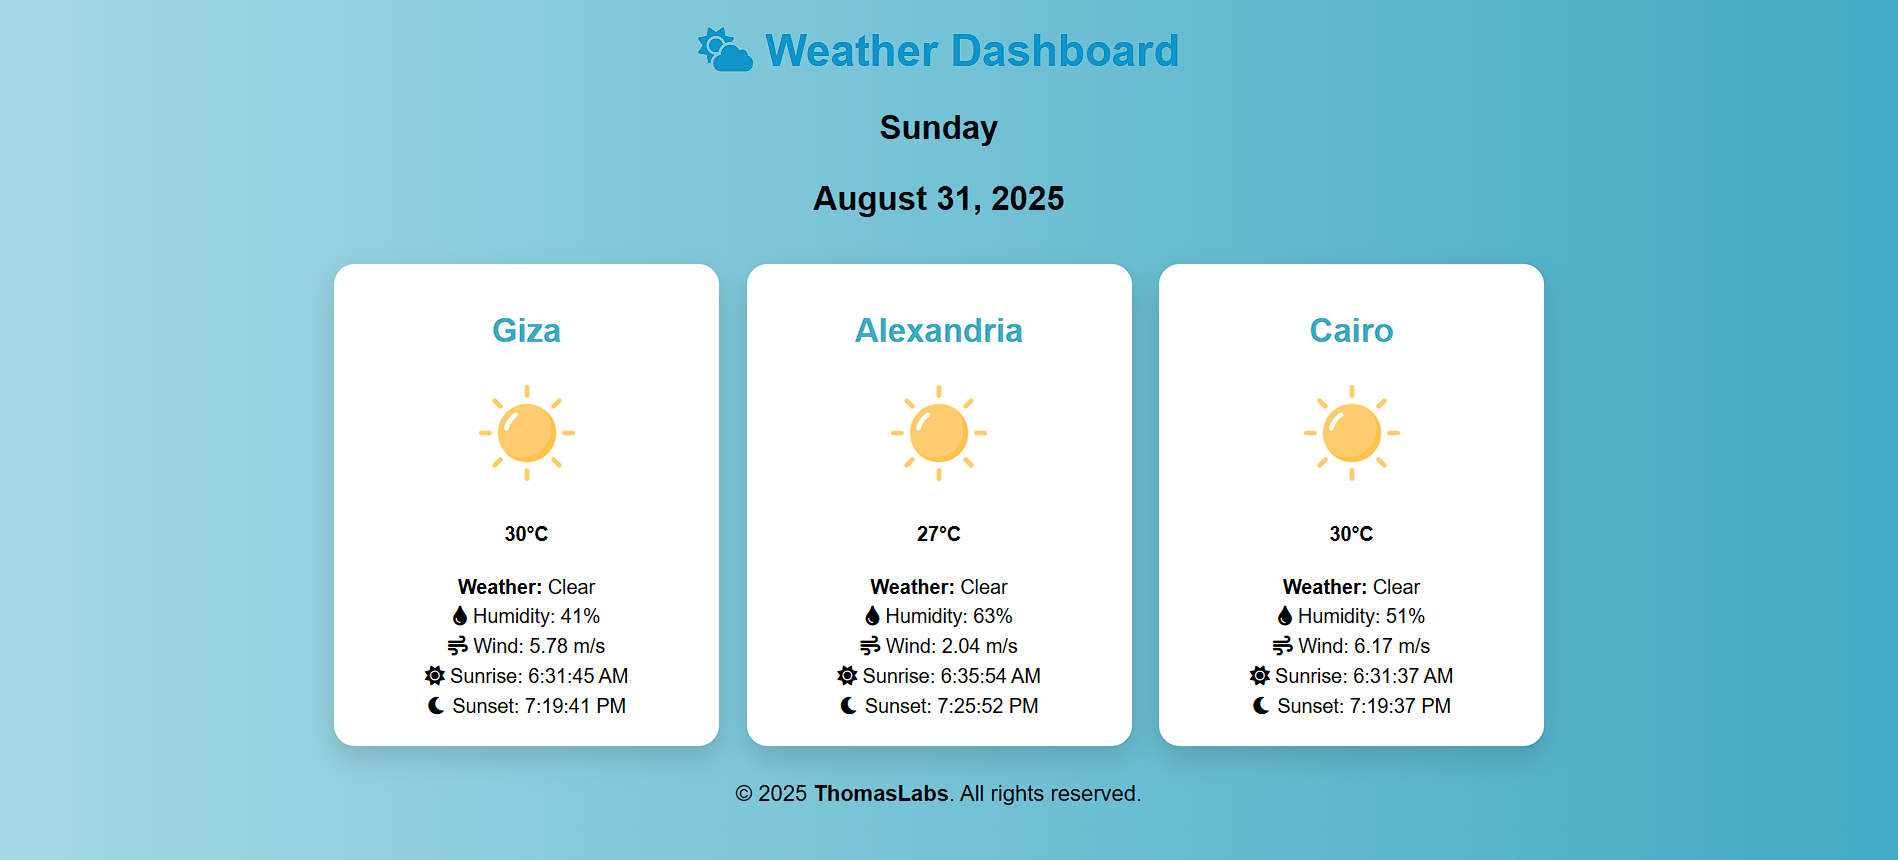 Weather Dashboard
Sunday
August 31, 2025
Giza
30°C
Weather: Clear
Humidity: 41%
Wind: 5.78 m/s
Sunrise: 6:31:45 AM
Sunset: 7:19:41 PM
Alexandria
27°C
Weather: Clear
Humidity: 63%
Wind: 2.04 m/s
Sunrise: 6:35:54 AM
Sunset: 7:25:52 PM
Cairo
30°C
Weather: Clear
Humidity: 51%
Wind: 6.17 m/s
Sunrise: 6:31:37 AM
Sunset: 7:19:37 PM
© 2025 ThomasLabs. All rights reserved.